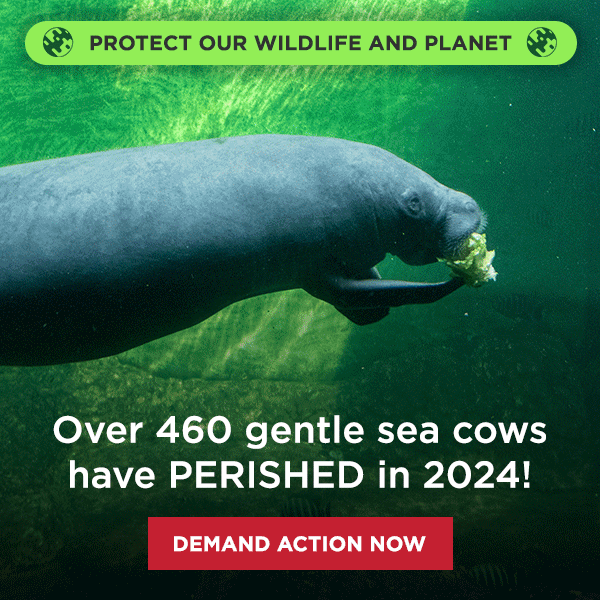 PROTECT OUR WILDLIFE AND PLANET
Over 460 gentle sea cows
have PERISHED in 2024!
DEMAND ACTION NOW